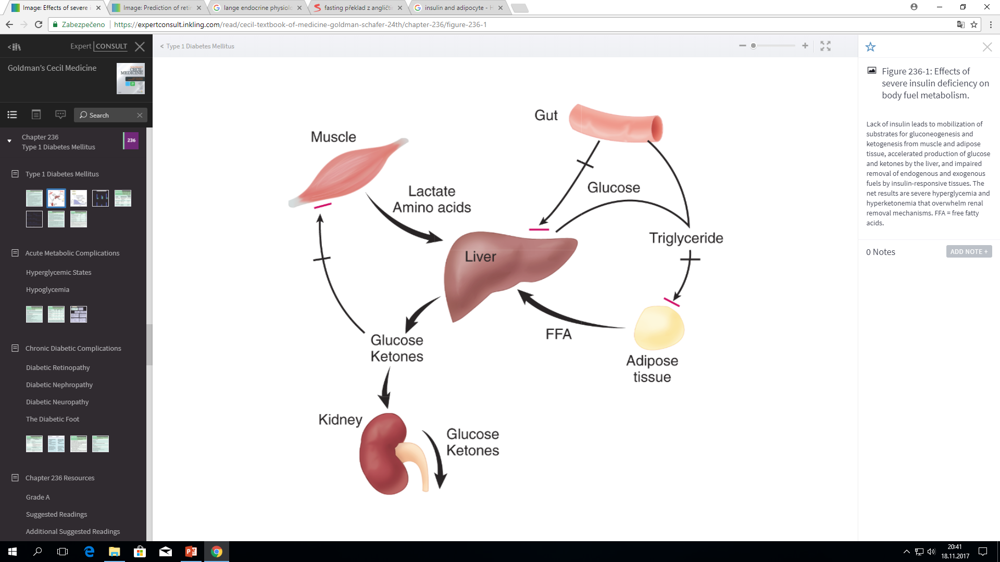 Image: Effects of severe i
Image: Prediction of retin
lange endocrine physiolo
fasting překlad z angličtin
insulin and adipocyte - H
Zabezpečeno
https://expertconsult.inkling.com/read/cecil-textbook-of-medicine-goldman-schafer-24th/chapter-236/figure-236-1
Expert CONSULT
Goldman's Cecil Medicine
CECIL
MEDICINE
Search
Chapter 236
Type 1 Diabetes Mellitus
236
Type 1 Diabetes Mellitus
Acute Metabolic Complications
Hyperglycemic States
Hypoglycemia
Chronic Diabetic Complications
Diabetic Retinopathy
Diabetic Nephropathy
Diabetic Neuropathy
The Diabetic Foot
Chapter 236 Resources
Grade A
Suggested Readings
Additional Suggested Readings
< Type 1 Diabetes Mellitus
Gut
Muscle
Lactate
Amino acids
Glucose
Liver
Triglyceride
FFA
Glucose
Ketones
Adipose
tissue
Kidney
Glucose
Ketones
Figure 236-1: Effects of
severe insulin deficiency on
body fuel metabolism.
Lack of insulin leads to mobilization of
substrates for gluconeogenesis and
ketogenesis from muscle and adipose
tissue, accelerated production of glucose
and ketones by the liver, and impaired
removal of endogenous and exogenous
fuels by insulin-responsive tissues. The
net results are severe hyperglycemia and
hyperketonemia that overwhelm renal
removal mechanisms. FFA = free fatty
acids.
0 Notes
ADD NOTE +
20:41
18.11.2017